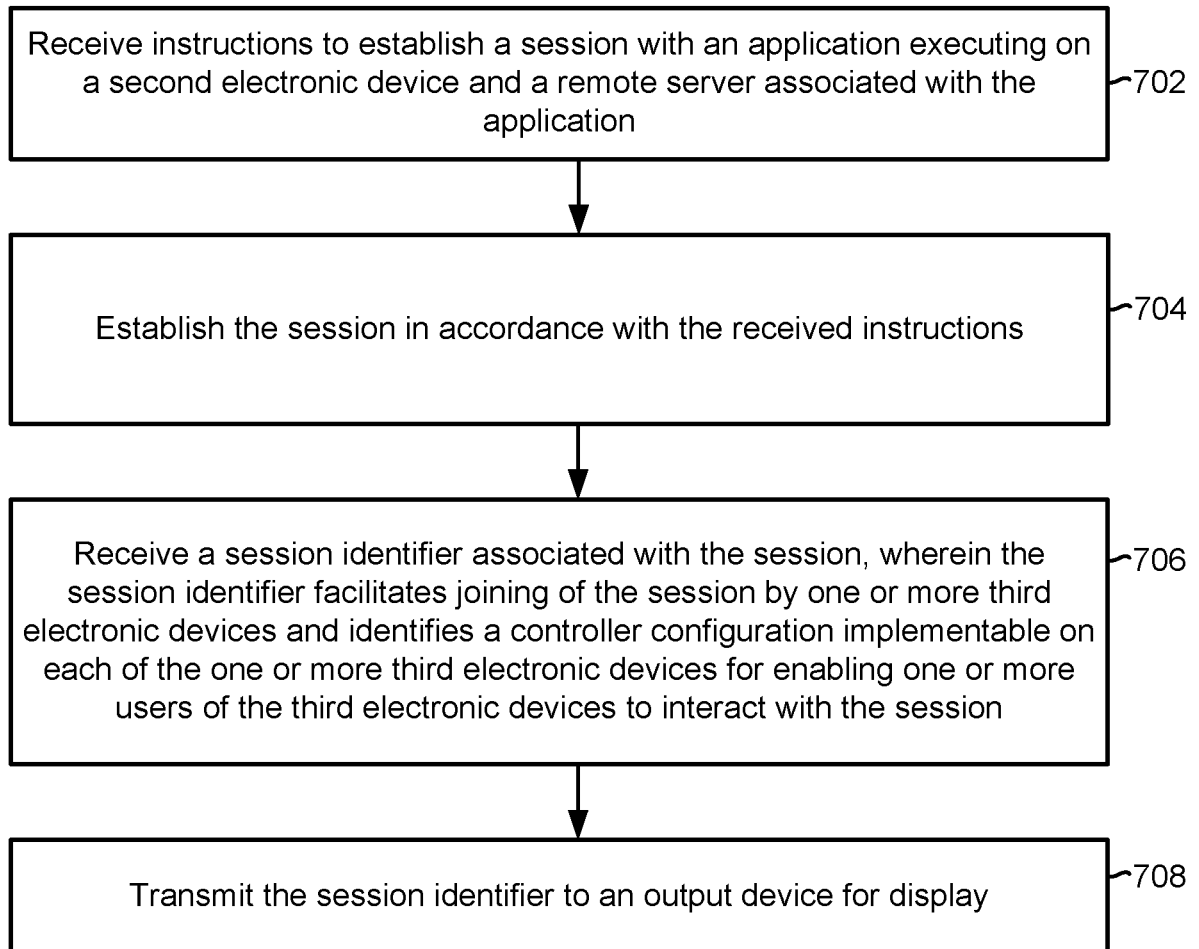 Receive instructions to establish a session with an application executing on
a second electronic device and a remote server associated with the
application
702
Establish the session in accordance with the received instructions
704
Receive a session identifier associated with the session, wherein the
session identifier facilitates joining of the session by one or more third
electronic devices and identifies a controller configuration implementable on
each of the one or more third electronic devices for enabling one or more
users of the third electronic devices to interact with the session
706
Transmit the session identifier to an output device for display
708